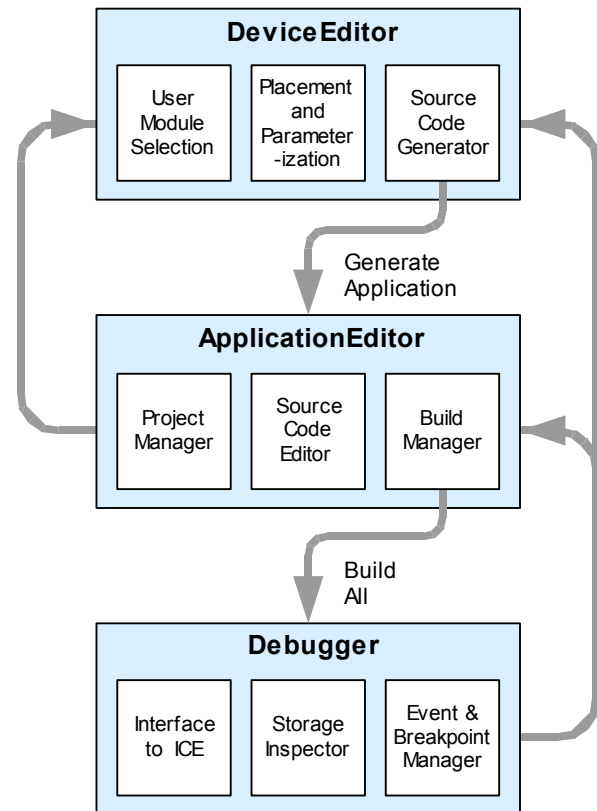 DeviceEditor
User
Module
Selection
Placement
and
Parameter
-ization
Source
Code
Generator
Generate
Application
ApplicationEditor
Project
Manager
Source
Code
Editor
Build
Manager
Build
All
Debugger
Interface
to ICE
Storage
Inspector
Event &
Breakpoint
Manager